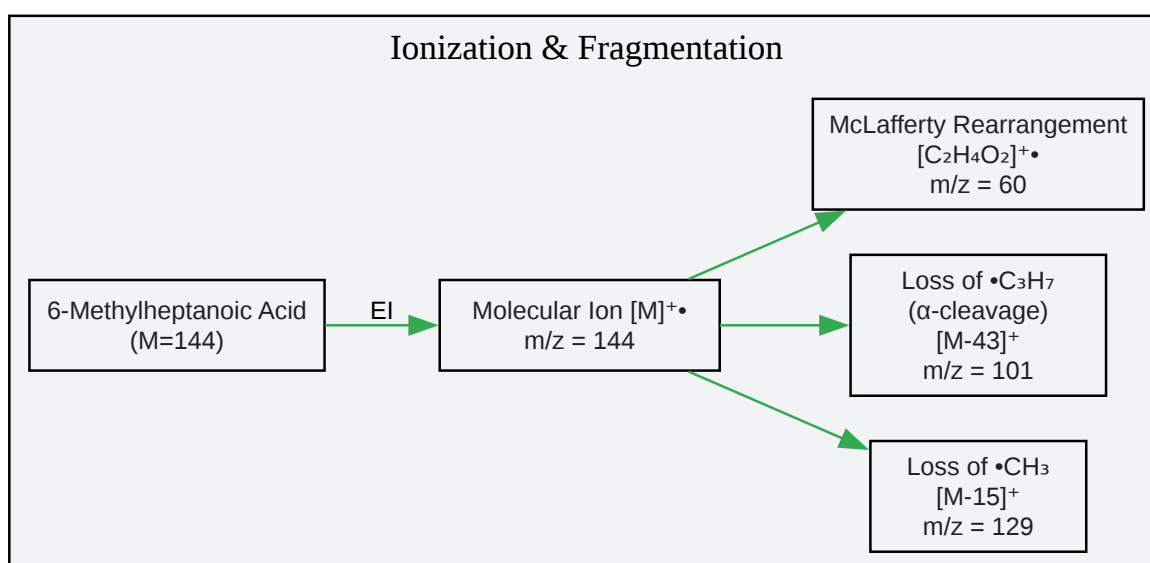 Ionization & Fragmentation
6-Methylheptanoic Acid
(M=144)
EI
Molecular Ion [M]⁺•
m/z = 144
McLafferty Rearrangement
[C₂H₄O₂]⁺•
m/z = 60
Loss of •C₃H₇
(α-cleavage)
[M-43]⁺
m/z = 101
Loss of •CH₃
[M-15]⁺
m/z = 129